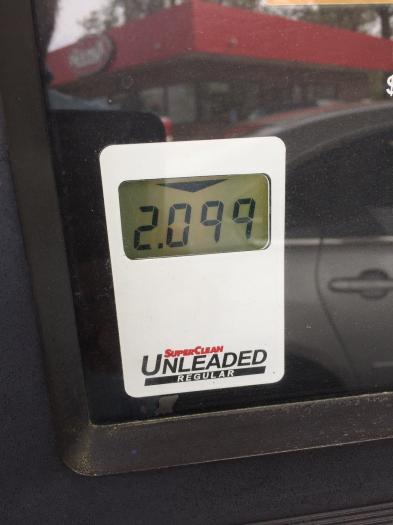 $
2.099
SUPERCLEAN
UNLEADED
REGULAR